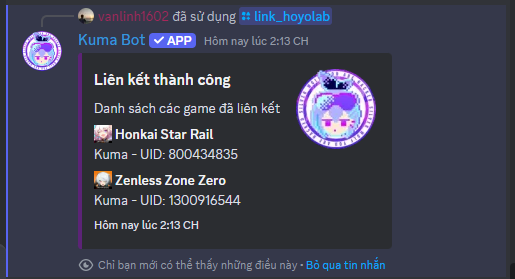 vanlinh1602 đã sử dụng link_hoyolab
Kuma Bot ✓ APP Hôm nay lúc 2:13 CH
Liên kết thành công
Danh sách các game đã liên kết
Honkai Star Rail
Kuma - UID: 800434835
Zenless Zone Zero
Kuma - UID: 1300916544
Hôm nay lúc 2:13 CH
Chỉ bạn mới có thể thấy những điều này • Bỏ qua tin nhắn